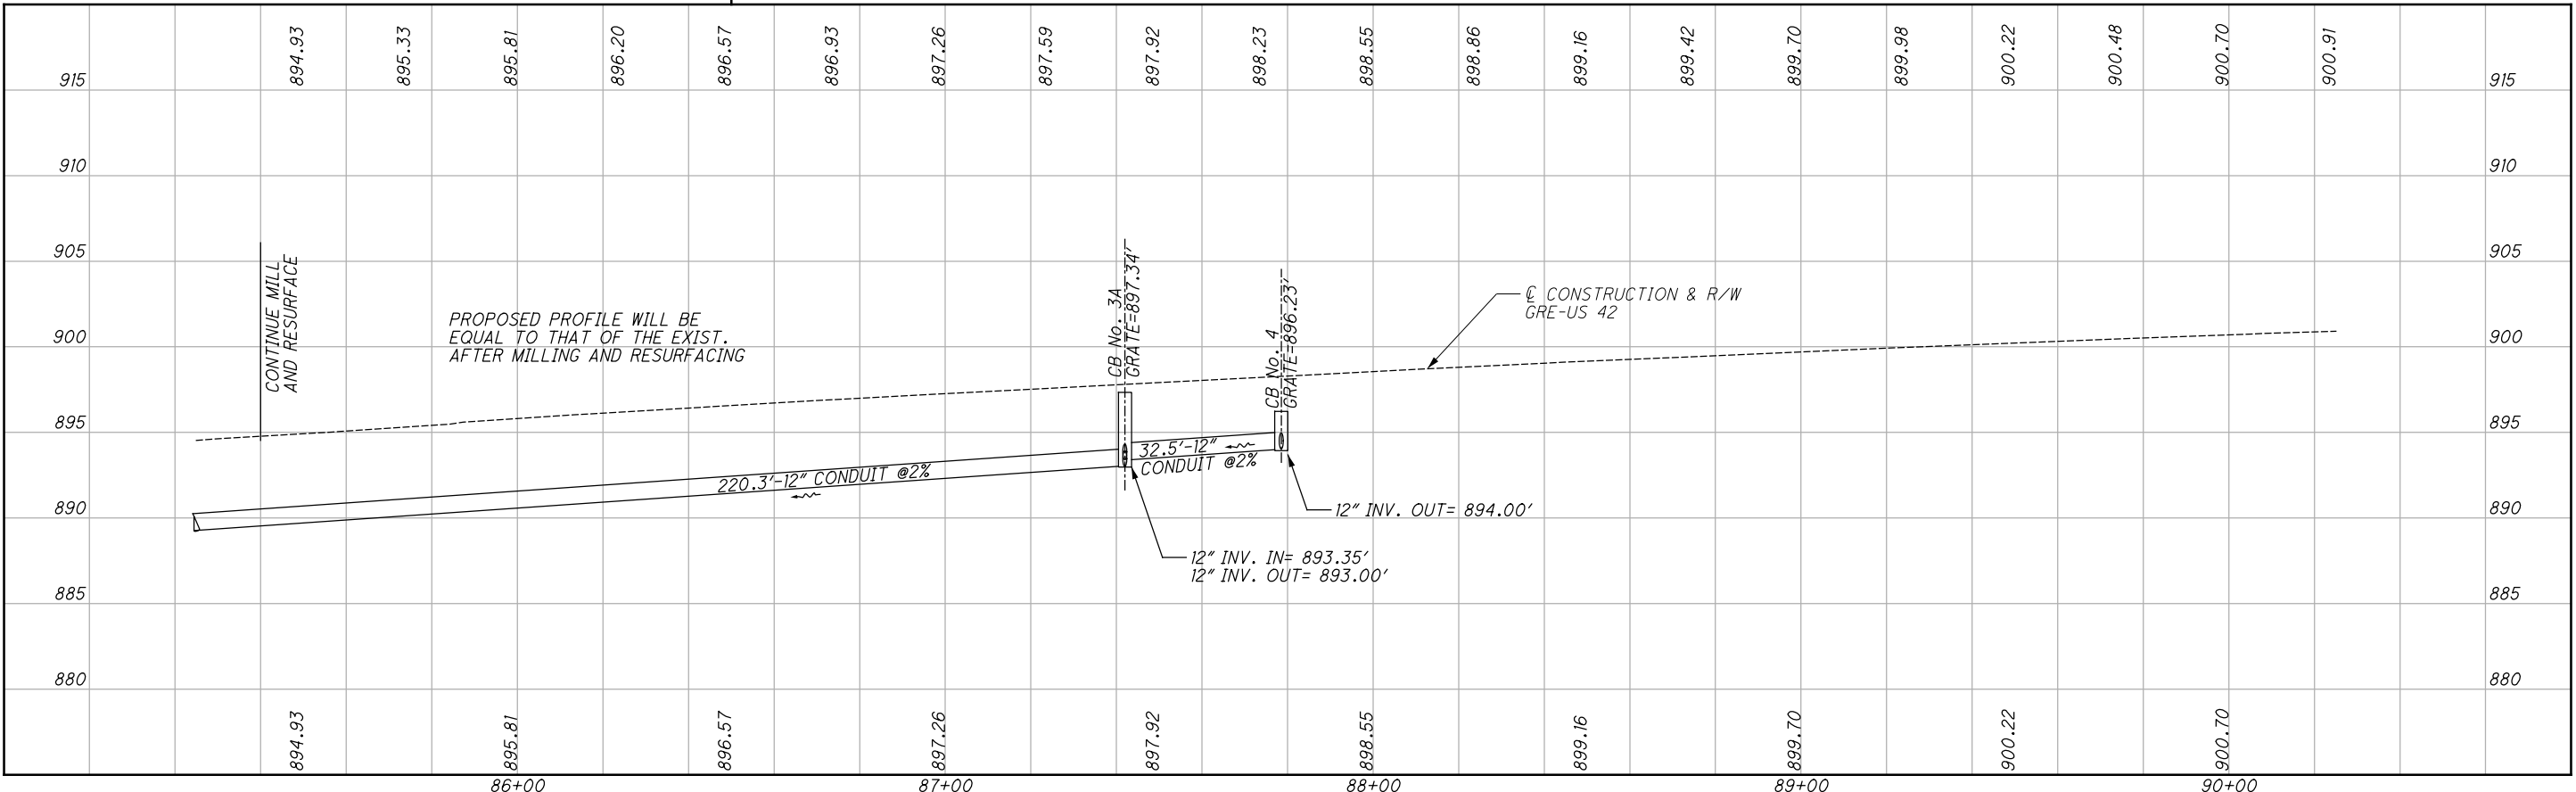 894.93 895.33 895.81 896.20 896.57 896.93 897.26 897.59 897.92 898.23 898.55 898.86 899.16 899.42 899.70 899.98 900.22 900.48 900.70 900.91
915 915
910 910
905 905
CONTINUE MILL
AND RESURFACE
PROPOSED PROFILE WILL BE
EQUAL TO THAT OF THE EXIST.
AFTER MILLING AND RESURFACING
CB No. 3A
GRATE=897.34'
CB No. 4
GRATE=896.23'
℄ CONSTRUCTION & R/W
GRE-US 42
900 900
895 895
32.5'-12"
CONDUIT @2%
220.3'-12" CONDUIT @2%
890 890
12" INV. OUT= 894.00'
12" INV. IN= 893.35'
12" INV. OUT= 893.00'
885 885
880 880
894.93 895.81 896.57 897.26 897.92 898.55 899.16 899.70 900.22 900.70
86+00 87+00 88+00 89+00 90+00